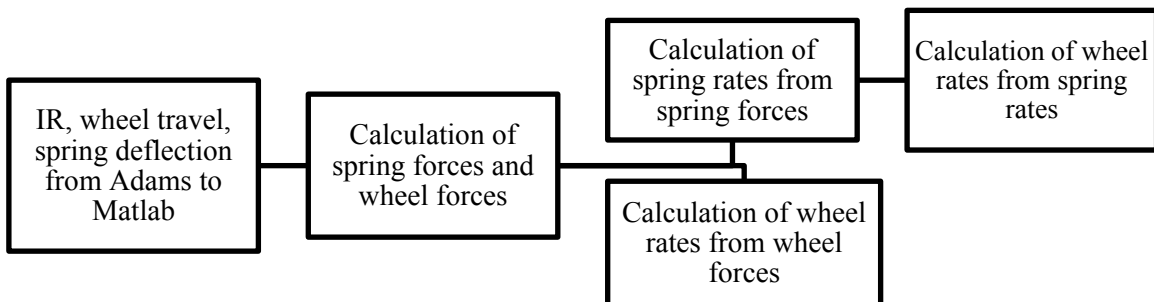 IR, wheel travel,
spring deflection
from Adams to
Matlab
Calculation of
spring forces and
wheel forces
Calculation of
spring rates from
spring forces
Calculation of wheel
rates from spring
rates
Calculation of wheel
rates from wheel
forces